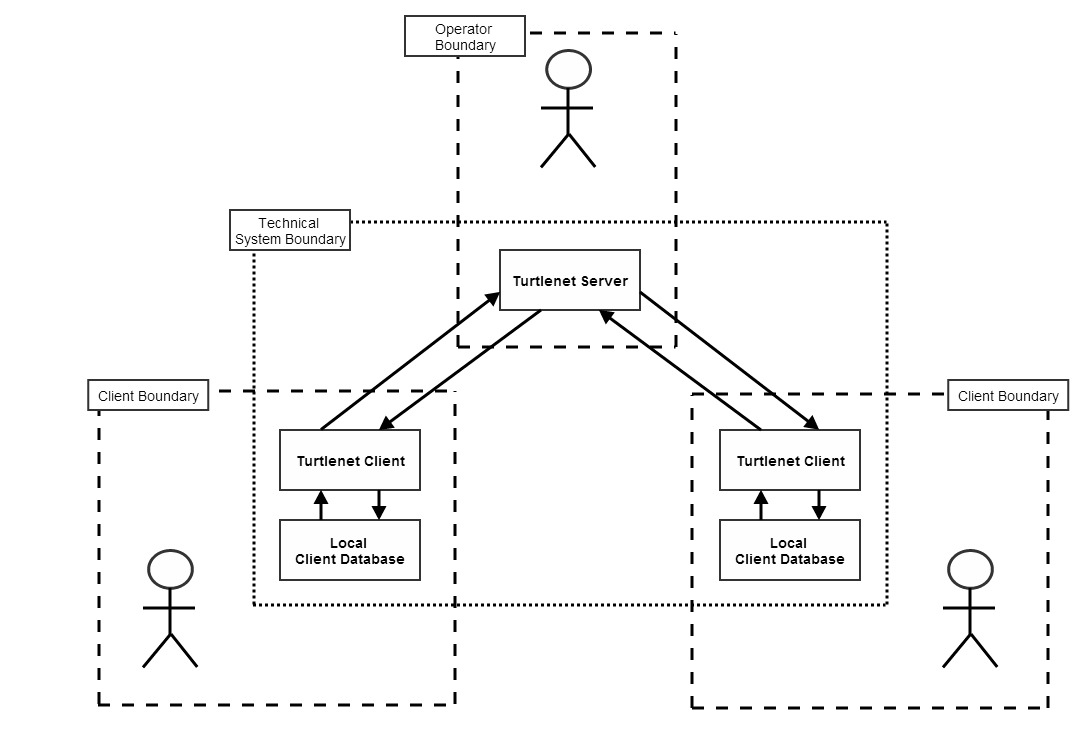 Operator
Boundary
Technical
System Boundary
Turtlenet Server
Client Boundary
Client Boundary
Turtlenet Client
Turtlenet Client
Local
Client Database
Local
Client Database